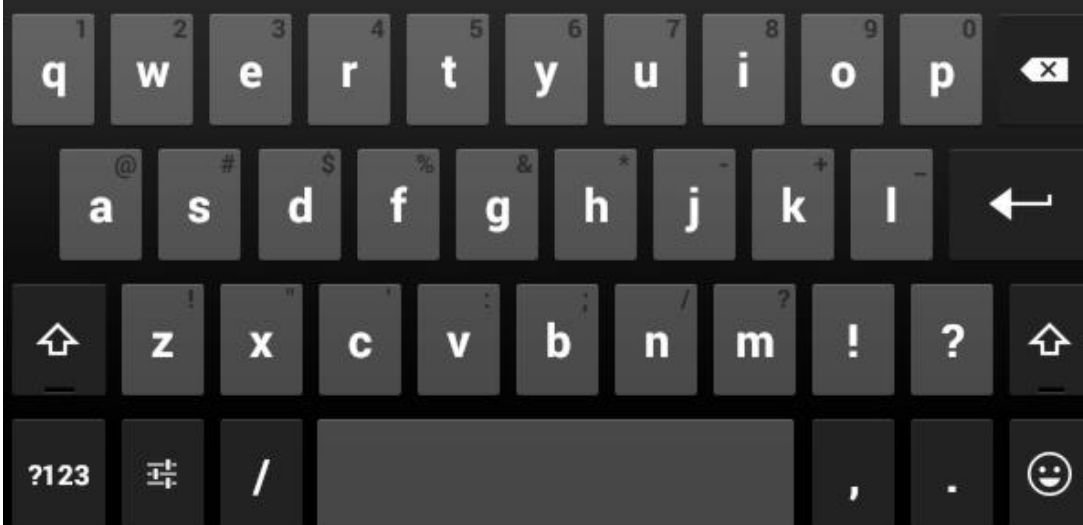 1 2 3 4 5 6 7 8 9 0
q w e r t y u i o p
@ # $ % & * - + _
a s d f g h j k l
! " ' : ; / ?
z x c v b n m ! ?
?123 / , .